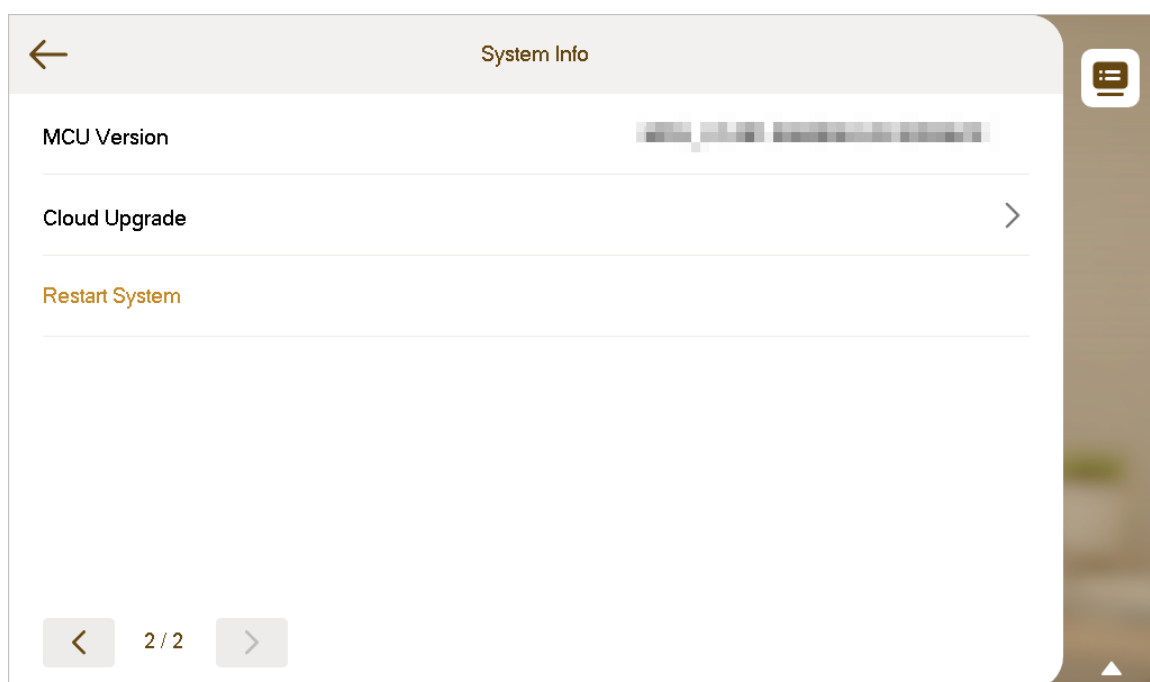 System Info
MCU Version
Cloud Upgrade
Restart System
2 / 2